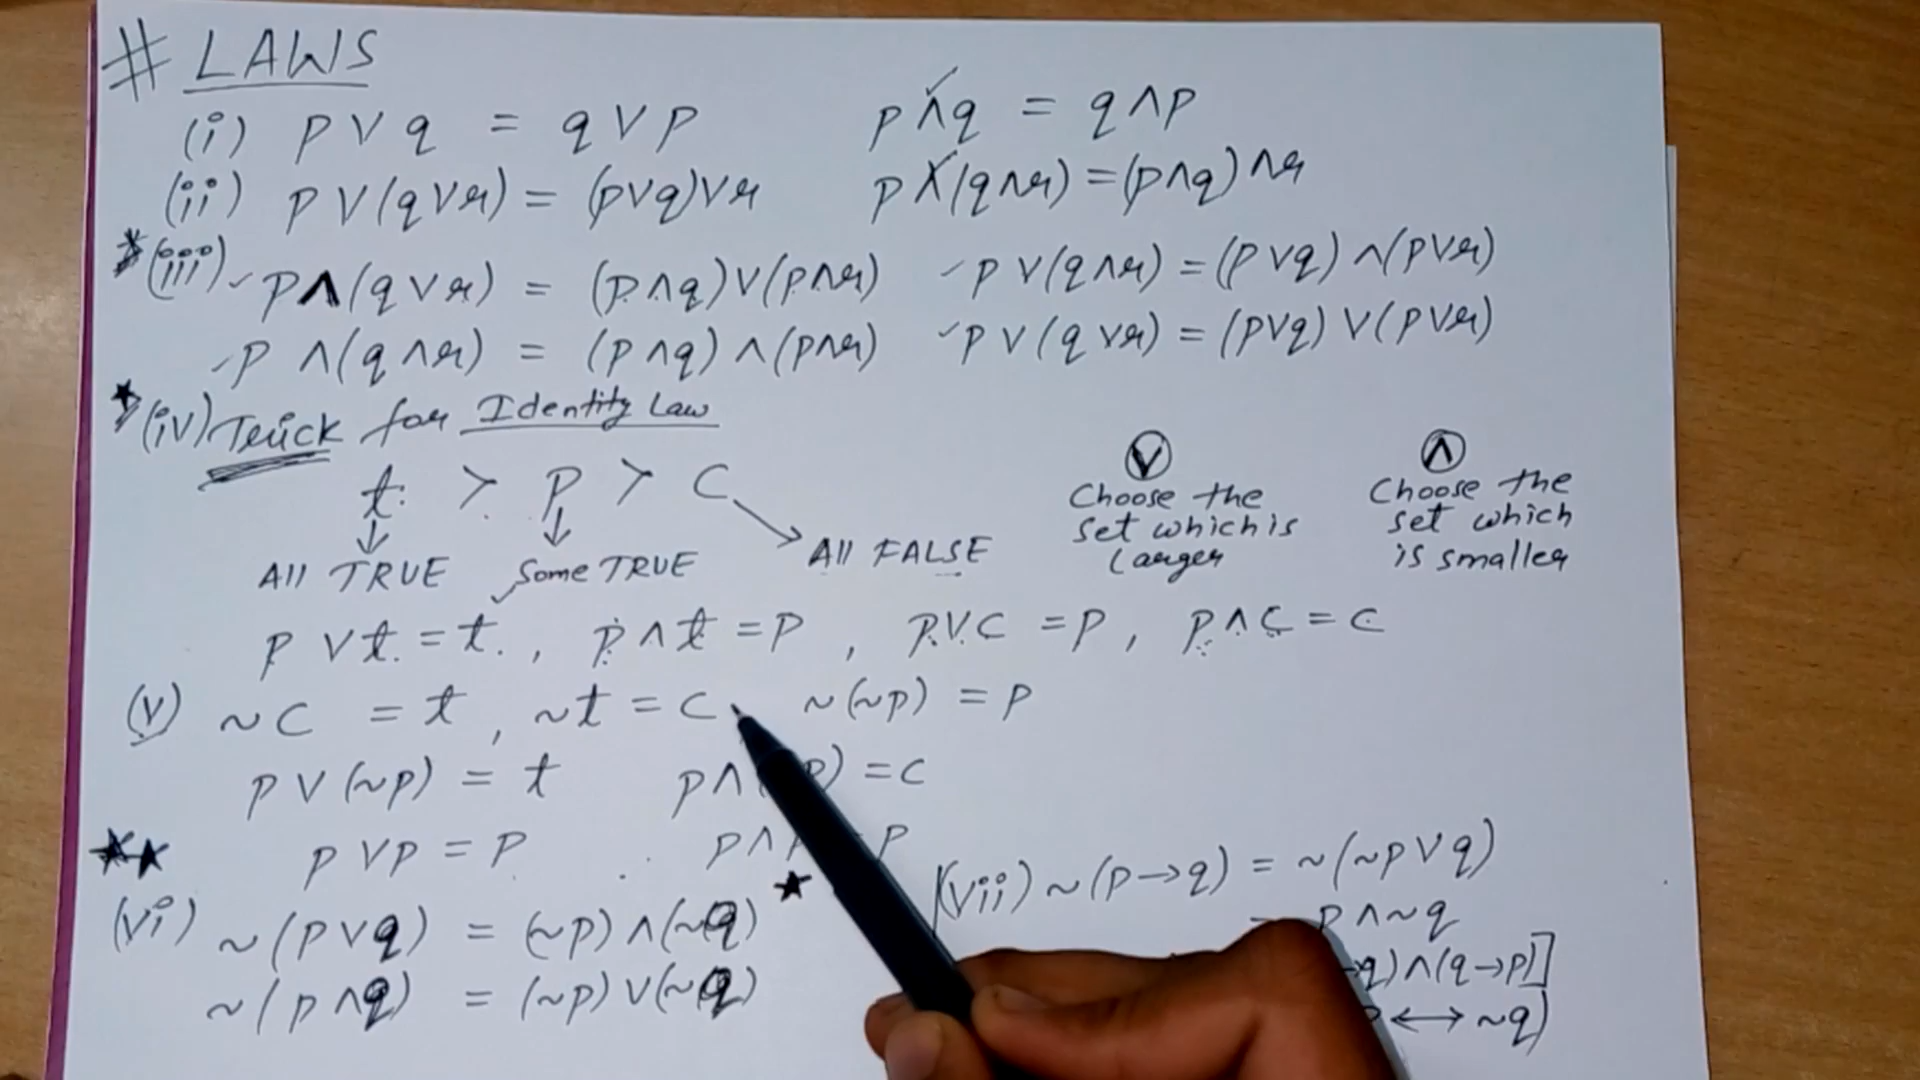 # LAWS
(i) p ∨ q = q ∨ p p ∧ q = q ∧ p
(ii) p ∨ (q ∨ r) = (p ∨ q) ∨ r p ∧ (q ∧ r) = (p ∧ q) ∧ r
(iii) p ∧ (q ∨ r) = (p ∧ q) ∨ (p ∧ r) p ∨ (q ∧ r) = (p ∨ q) ∧ (p ∨ r)
p ∧ (q ∧ r) = (p ∧ q) ∧ (p ∧ r) p ∨ (q ∨ r) = (p ∨ q) ∨ (p ∨ r)
(iv) Trick for Identity Law
t > p > c
All TRUE Some TRUE All FALSE
∨
Choose the
set which is
larger
∧
Choose the
set which
is smaller
p ∨ t = t , p ∧ t = p , p ∨ c = p , p ∧ c = c
(v) ~c = t , ~t = c ~(~p) = p
p ∨ (~p) = t p ∧ p) = c
p ∨ p = p p ∧ p
(vi) ~(p ∨ q) = (~p) ∧ (~q)
~(p ∧ q) = (~p) ∨ (~q)
(vii) ~(p → q) = ~(~p ∨ q)
p ∧ ~q
q) ∧ (q → p)]
↔ ~q)